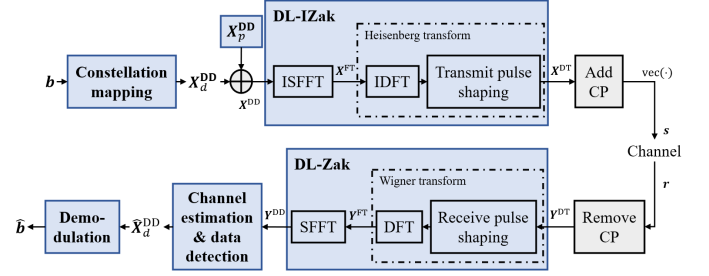 DL-IZak
X_p^DD
Heisenberg transform
b
Constellation
mapping
X_d^DD
X^DD
ISFFT
X^FT
IDFT
Transmit pulse
shaping
X^DT
Add
CP
vec(·)
s
Channel
r
DL-Zak
Wigner transform
b̂
Demo-
dulation
X̂_d^DD
Channel
estimation
& data
detection
Y^DD
SFFT
Y^FT
DFT
Receive pulse
shaping
Y^DT
Remove
CP